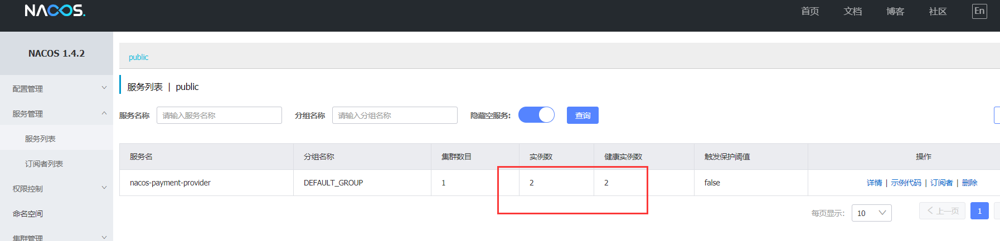 NACOS.
首页 文档 博客 社区 En
NACOS 1.4.2
public
配置管理
服务列表 | public
服务管理
服务名称 请输入服务名称 分组名称 请输入分组名称 隐藏空服务: 查询
服务列表
订阅者列表
服务名 分组名称 集群数目 实例数 健康实例数 触发保护阈值 操作
nacos-payment-provider DEFAULT_GROUP 1 2 2 false 详情 | 示例代码 | 订阅者 | 删除
权限控制
命名空间
每页显示: 10 上一页 1
集群管理